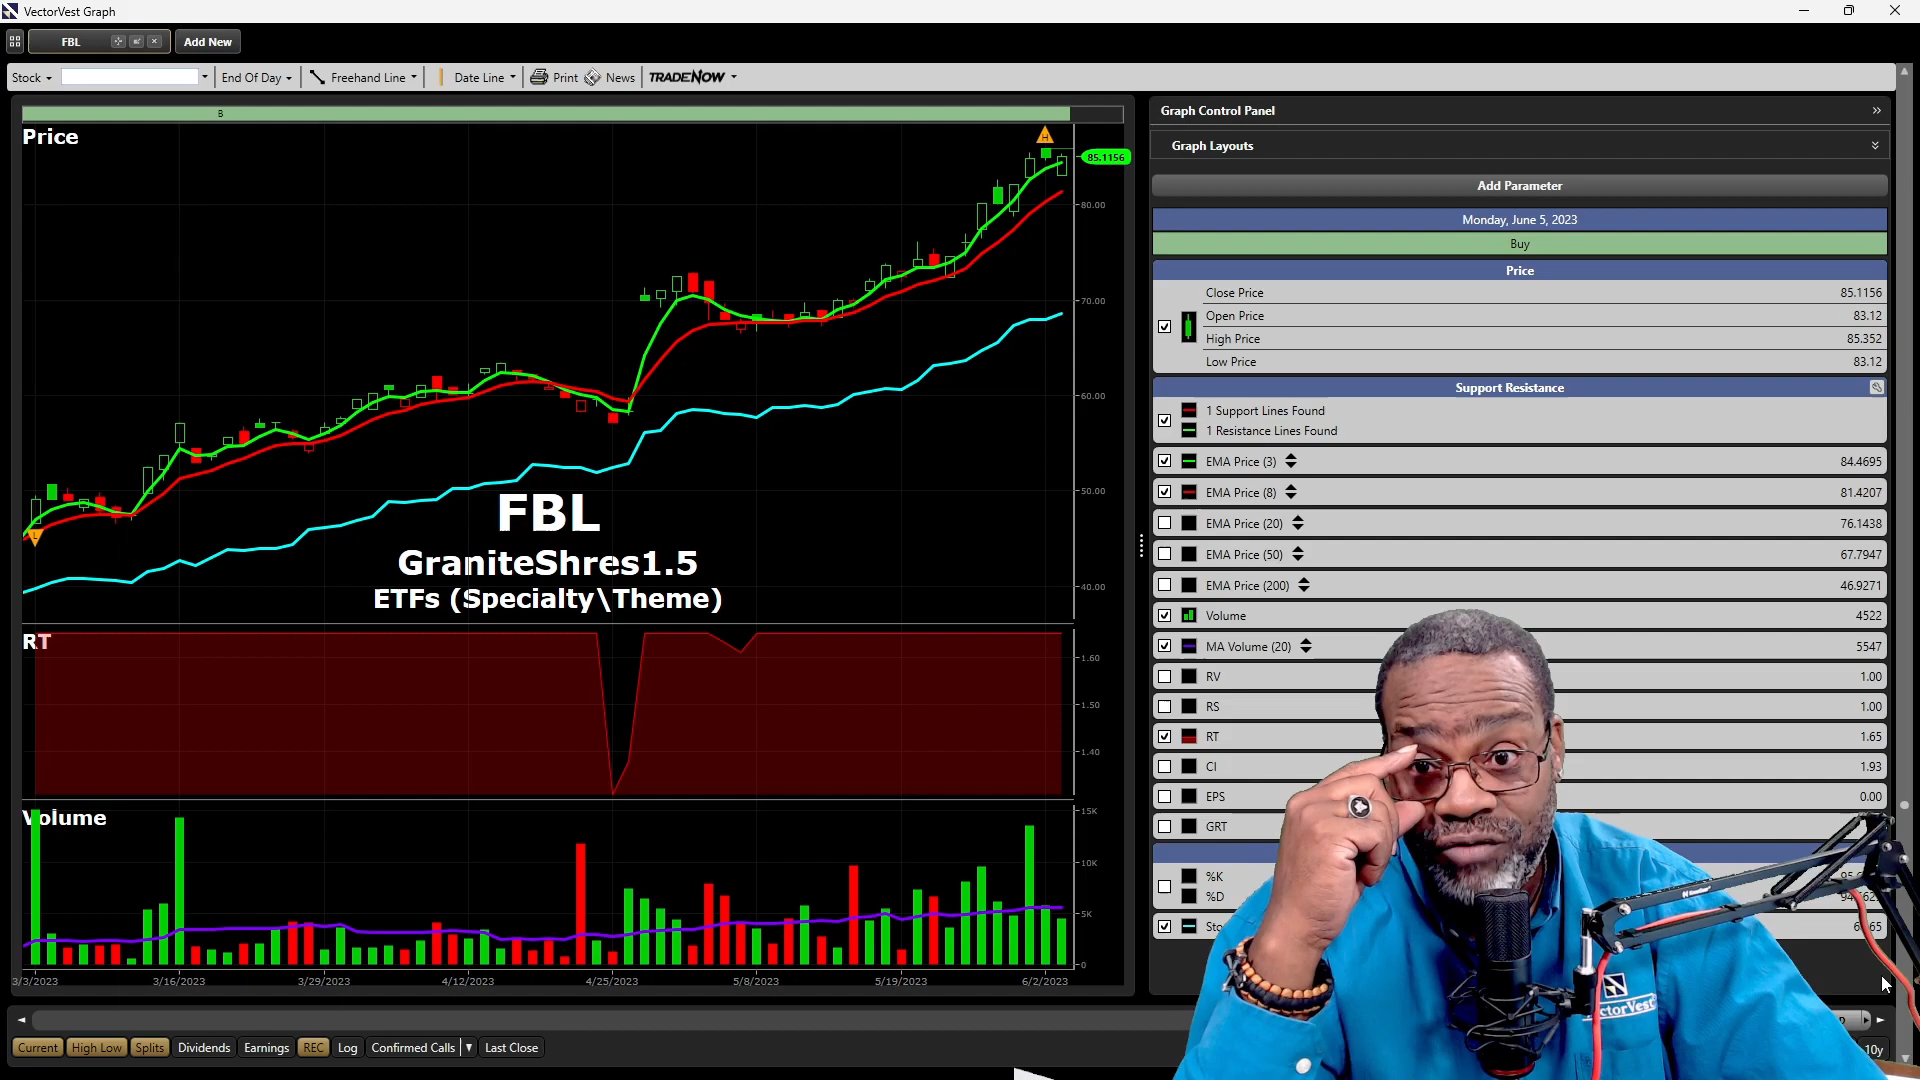 VectorVest Graph
FBL
Add New
Stock
End Of Day
Freehand Line
Date Line
Print
News
TRADENOW
B
Price
H
85.1156
80.00
70.00
60.00
50.00
40.00
L
FBL
GraniteShres1.5
ETFs (Specialty\Theme)
RT
1.60
1.50
1.40
Volume
15K
10K
5K
0
3/3/2023
3/16/2023
3/29/2023
4/12/2023
4/25/2023
5/8/2023
5/19/2023
6/2/2023
Current
High Low
Splits
Dividends
Earnings
REC
Log
Confirmed Calls
Last Close
Graph Control Panel
Graph Layouts
Add Parameter
Monday, June 5, 2023
Buy
Price
Close Price 85.1156
Open Price 83.12
High Price 85.352
Low Price 83.12
Support Resistance
1 Support Lines Found
1 Resistance Lines Found
EMA Price (3) 84.4695
EMA Price (8) 81.4207
EMA Price (20) 76.1438
EMA Price (50) 67.7947
EMA Price (200) 46.9271
Volume 4522
MA Volume (20) 5547
RV 1.00
RS 1.00
RT 1.65
CI 1.93
EPS 0.00
GRT
%K
%D
10y